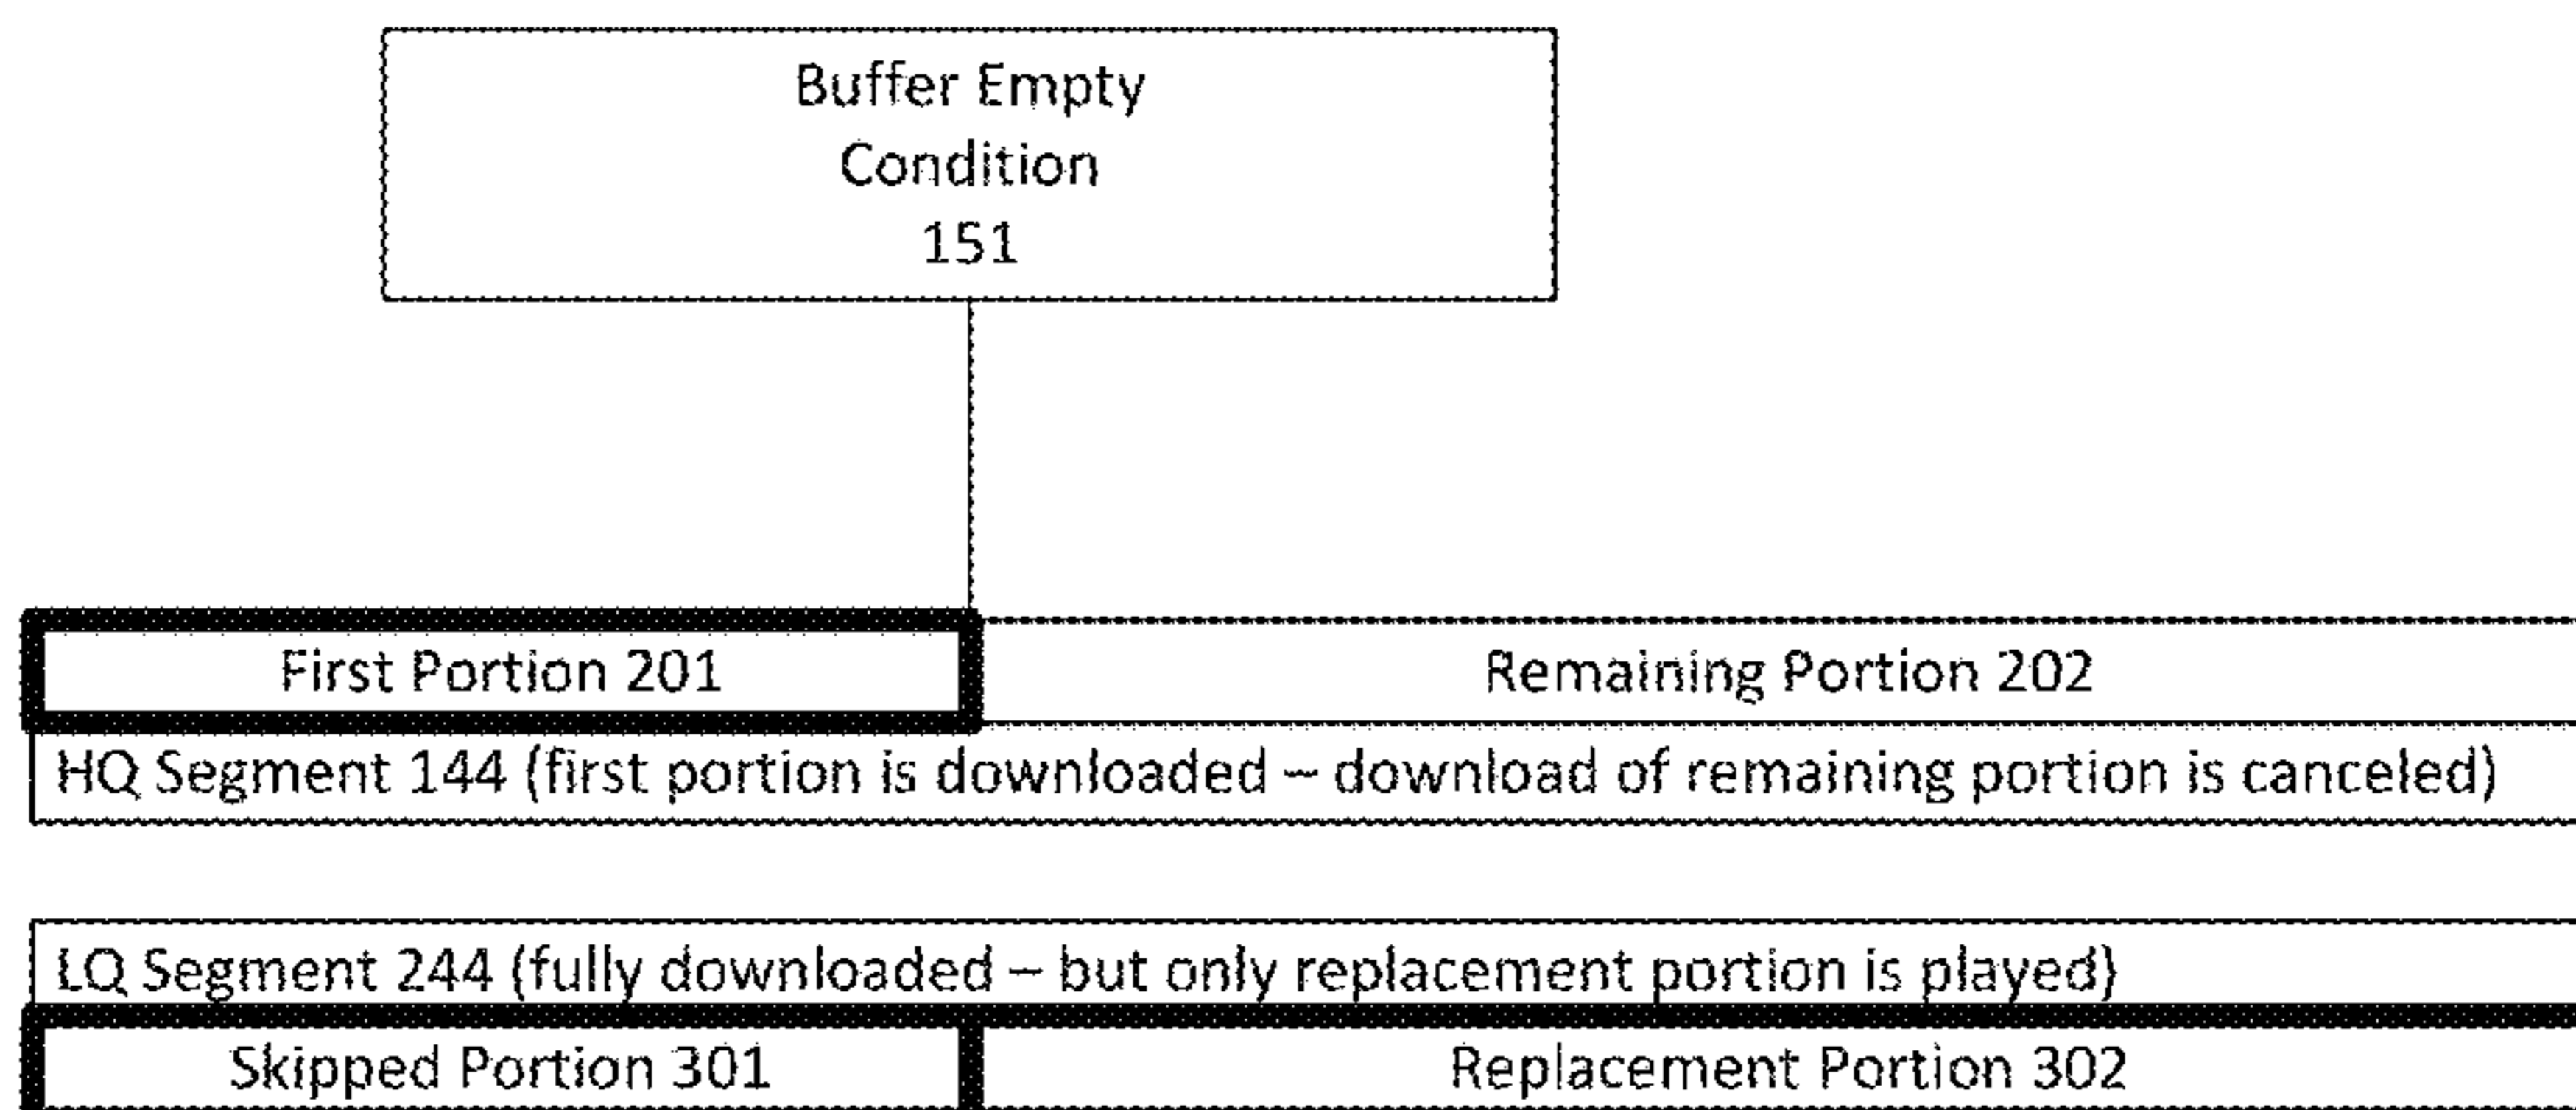 Buffer Empty
Condition
151
First Portion 201
Remaining Portion 202
HQ Segment 144 (first portion is downloaded – download of remaining portion is canceled)
LQ Segment 244 (fully downloaded – but only replacement portion is played)
Skipped Portion 301
Replacement Portion 302